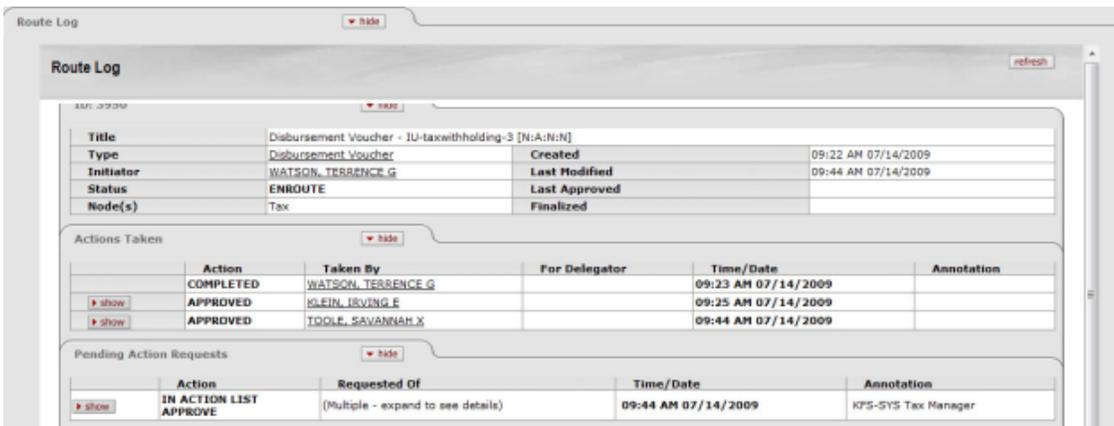 Route Log hide
Route Log refresh
ID: 3950 hide
Title Disbursement Voucher - IU-taxwithholding-3 [N:A:N:N]
Type Disbursement Voucher Created 09:22 AM 07/14/2009
Initiator WATSON, TERRENCE G Last Modified 09:44 AM 07/14/2009
Status ENROUTE Last Approved
Node(s) Tax Finalized
Actions Taken hide
Action Taken By For Delegator Time/Date Annotation
COMPLETED WATSON, TERRENCE G 09:23 AM 07/14/2009
show APPROVED KLEIN, IRVING E 09:25 AM 07/14/2009
show APPROVED TOOLE, SAVANNAH X 09:44 AM 07/14/2009
Pending Action Requests hide
Action Requested Of Time/Date Annotation
show IN ACTION LIST
APPROVE (Multiple - expand to see details) 09:44 AM 07/14/2009 KFS-SYS Tax Manager